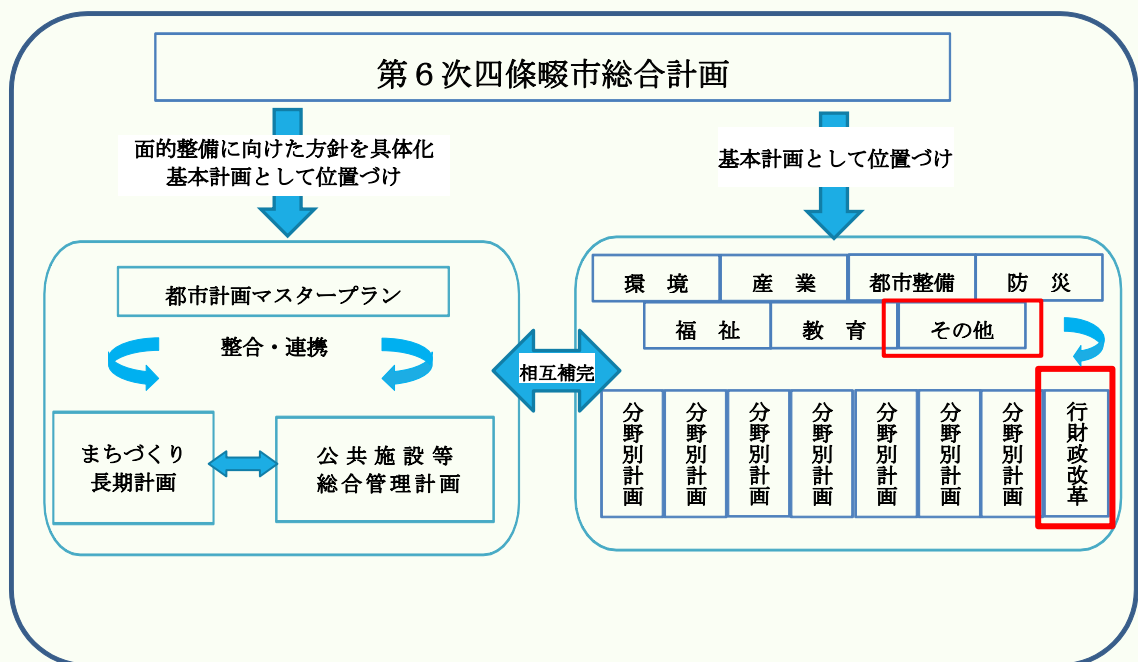 第６次四條畷市総合計画
面的整備に向けた方針を具体化
基本計画として位置づけ
基本計画として位置づけ
都市計画マスタープラン
整合・連携
まちづくり
長期計画
公共施設等
総合管理計画
相互補完
環　境
産　業
都市整備
防　災
福　祉
教　育
その他
分野別計画
分野別計画
分野別計画
分野別計画
分野別計画
分野別計画
分野別計画
行財政改革